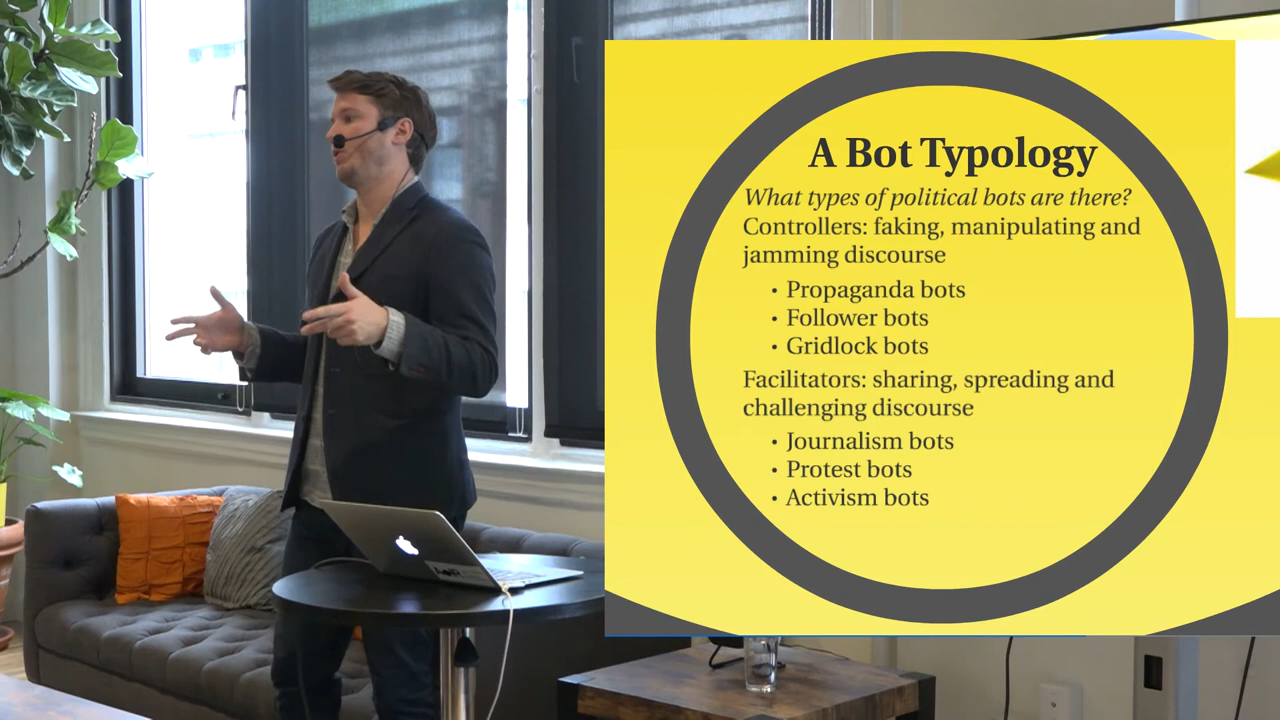 A Bot Typology
What types of political bots are there?
Controllers: faking, manipulating and
jamming discourse
• Propaganda bots
• Follower bots
• Gridlock bots
Facilitators: sharing, spreading and
challenging discourse
• Journalism bots
• Protest bots
• Activism bots